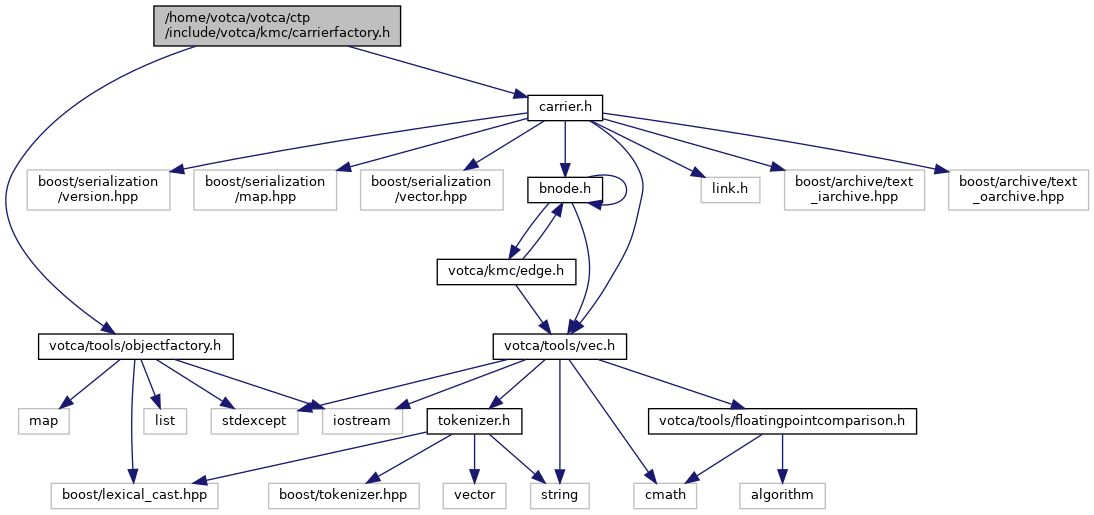 /home/votca/votca/ctp
/include/votca/kmc/carrierfactory.h
carrier.h
boost/serialization
/version.hpp
boost/serialization
/map.hpp
boost/serialization
/vector.hpp
bnode.h
link.h
boost/archive/text
_iarchive.hpp
boost/archive/text
_oarchive.hpp
votca/kmc/edge.h
votca/tools/objectfactory.h
votca/tools/vec.h
map
list
stdexcept
iostream
tokenizer.h
votca/tools/floatingpointcomparison.h
boost/lexical_cast.hpp
boost/tokenizer.hpp
vector
string
cmath
algorithm